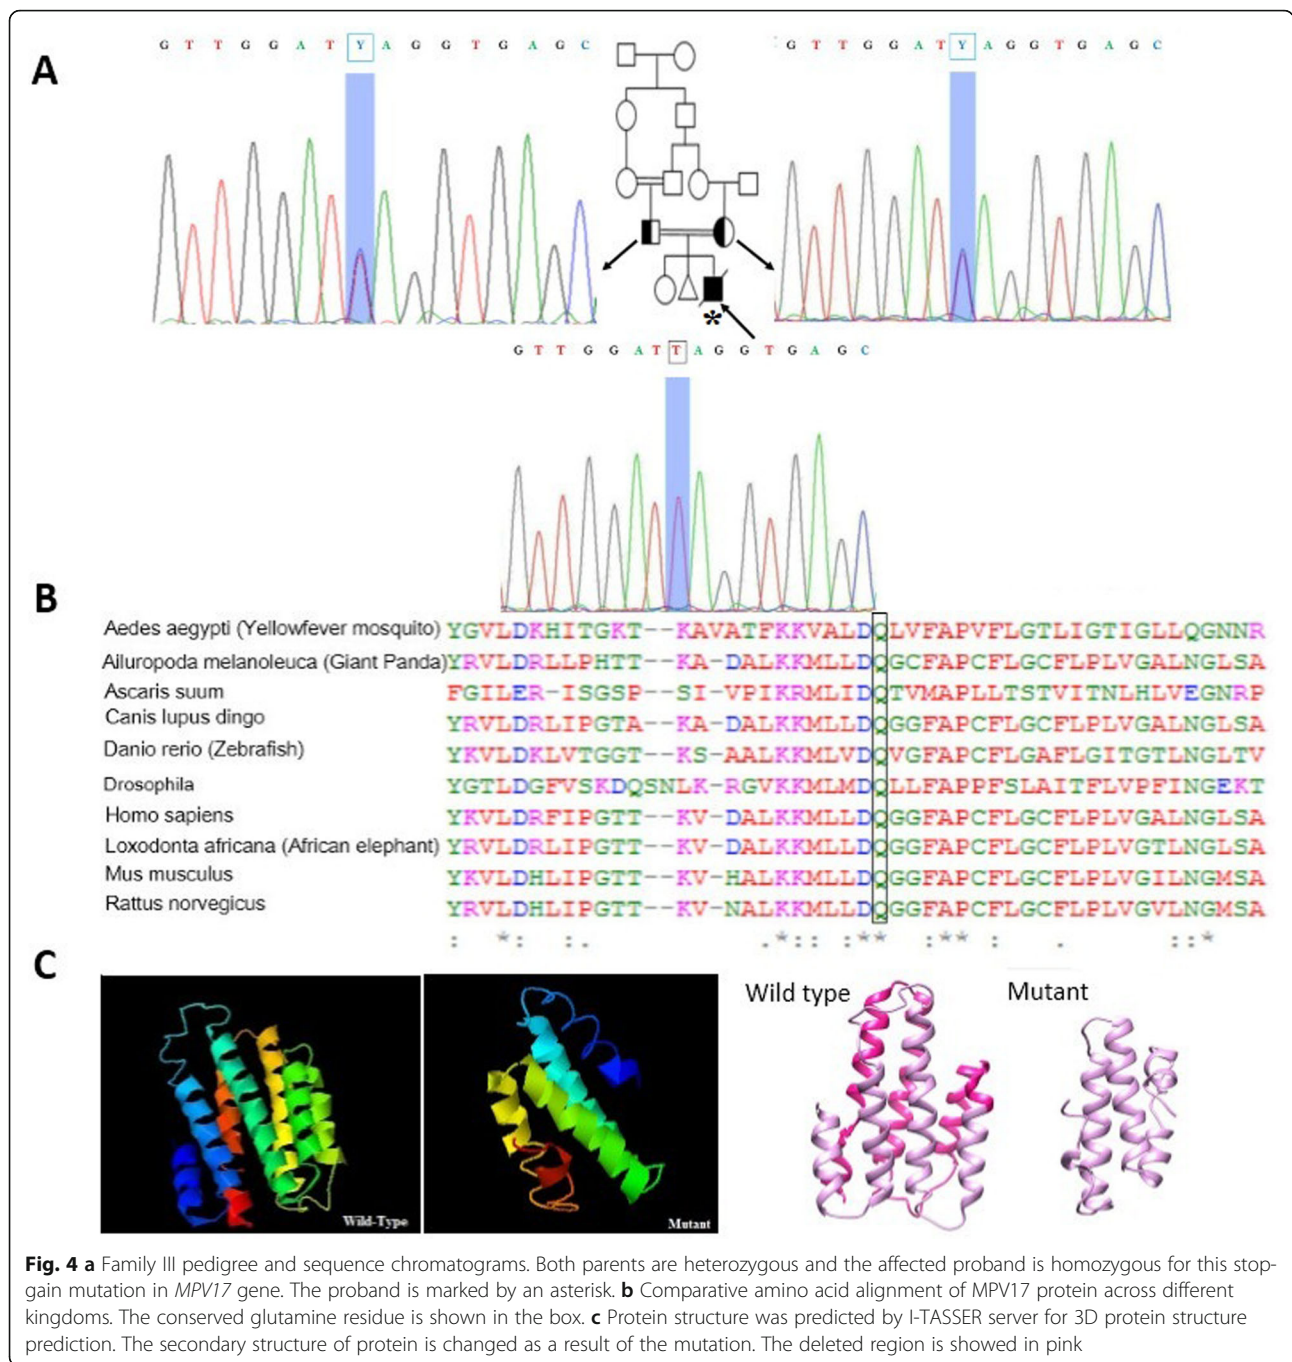 A
G T T G G A T Y A G G T G A G C
G T T G G A T Y A G G T G A G C
*
G T T G G A T T A G G T G A G C
B
Aedes aegypti (Yellowfever mosquito) YGVLDKHITGKT--KAVATFKKVALDQLVFAPVFLGTLIGTIGLLQGNNR
Ailuropoda melanoleuca (Giant Panda) YRVLDRLLPHTT--KA-DALKKMLLDQGCFAPCFLGCFLPLVGALNGLSA
Ascaris suum FGILER-ISGSP--SI-VPIKRMLIDQTVMAPLLTSTVITNLHLVEGNRP
Canis lupus dingo YRVLDRLIPGTA--KA-DALKKMLLDQGGFAPCFLGCFLPLVGALNGLSA
Danio rerio (Zebrafish) YKVLDKLVTGGT--KS-AALKKMLVDQVGFAPCFLGAFLGITGTLNGLTV
Drosophila YGTLDGFVSKDQSNLK-RGVKKMLMDQLLFAPPFSLAITFLVPFINGEKT
Homo sapiens YKVLDRFIPGTT--KV-DALKKMLLDQGGFAPCFLGCFLPLVGALNGLSA
Loxodonta africana (African elephant) YRVLDRLIPGTT--KV-DALKKMLLDQGGFAPCFLGCFLPLVGTLNGLSA
Mus musculus YKVLDHLIPGTT--KV-HALKKMLLDQGGFAPCFLGCFLPLVGILNGMSA
Rattus norvegicus YRVLDHLIPGTT--KV-NALKKMLLDQGGFAPCFLGCFLPLVGVLNGMSA
: *: :. .*:: :** :** : . ::*
C
Wild-Type
Mutant
Wild type
Mutant
Fig. 4 a Family III pedigree and sequence chromatograms. Both parents are heterozygous and the affected proband is homozygous for this stop-
gain mutation in MPV17 gene. The proband is marked by an asterisk. b Comparative amino acid alignment of MPV17 protein across different
kingdoms. The conserved glutamine residue is shown in the box. c Protein structure was predicted by I-TASSER server for 3D protein structure
prediction. The secondary structure of protein is changed as a result of the mutation. The deleted region is showed in pink